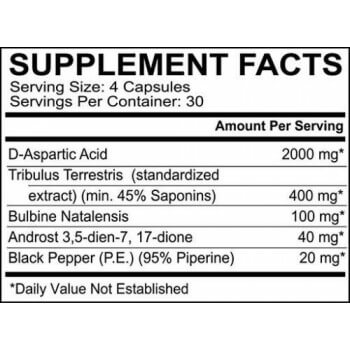 SUPPLEMENT FACTS
Serving Size: 4 Capsules
Servings Per Container: 30
Amount Per Serving
D-Aspartic Acid 2000 mg*
Tribulus Terrestris (standardized
extract) (min. 45% Saponins) 400 mg*
Bulbine Natalensis 100 mg*
Androst 3,5-dien-7, 17-dione 40 mg*
Black Pepper (P.E.) (95% Piperine) 20 mg*
*Daily Value Not Established